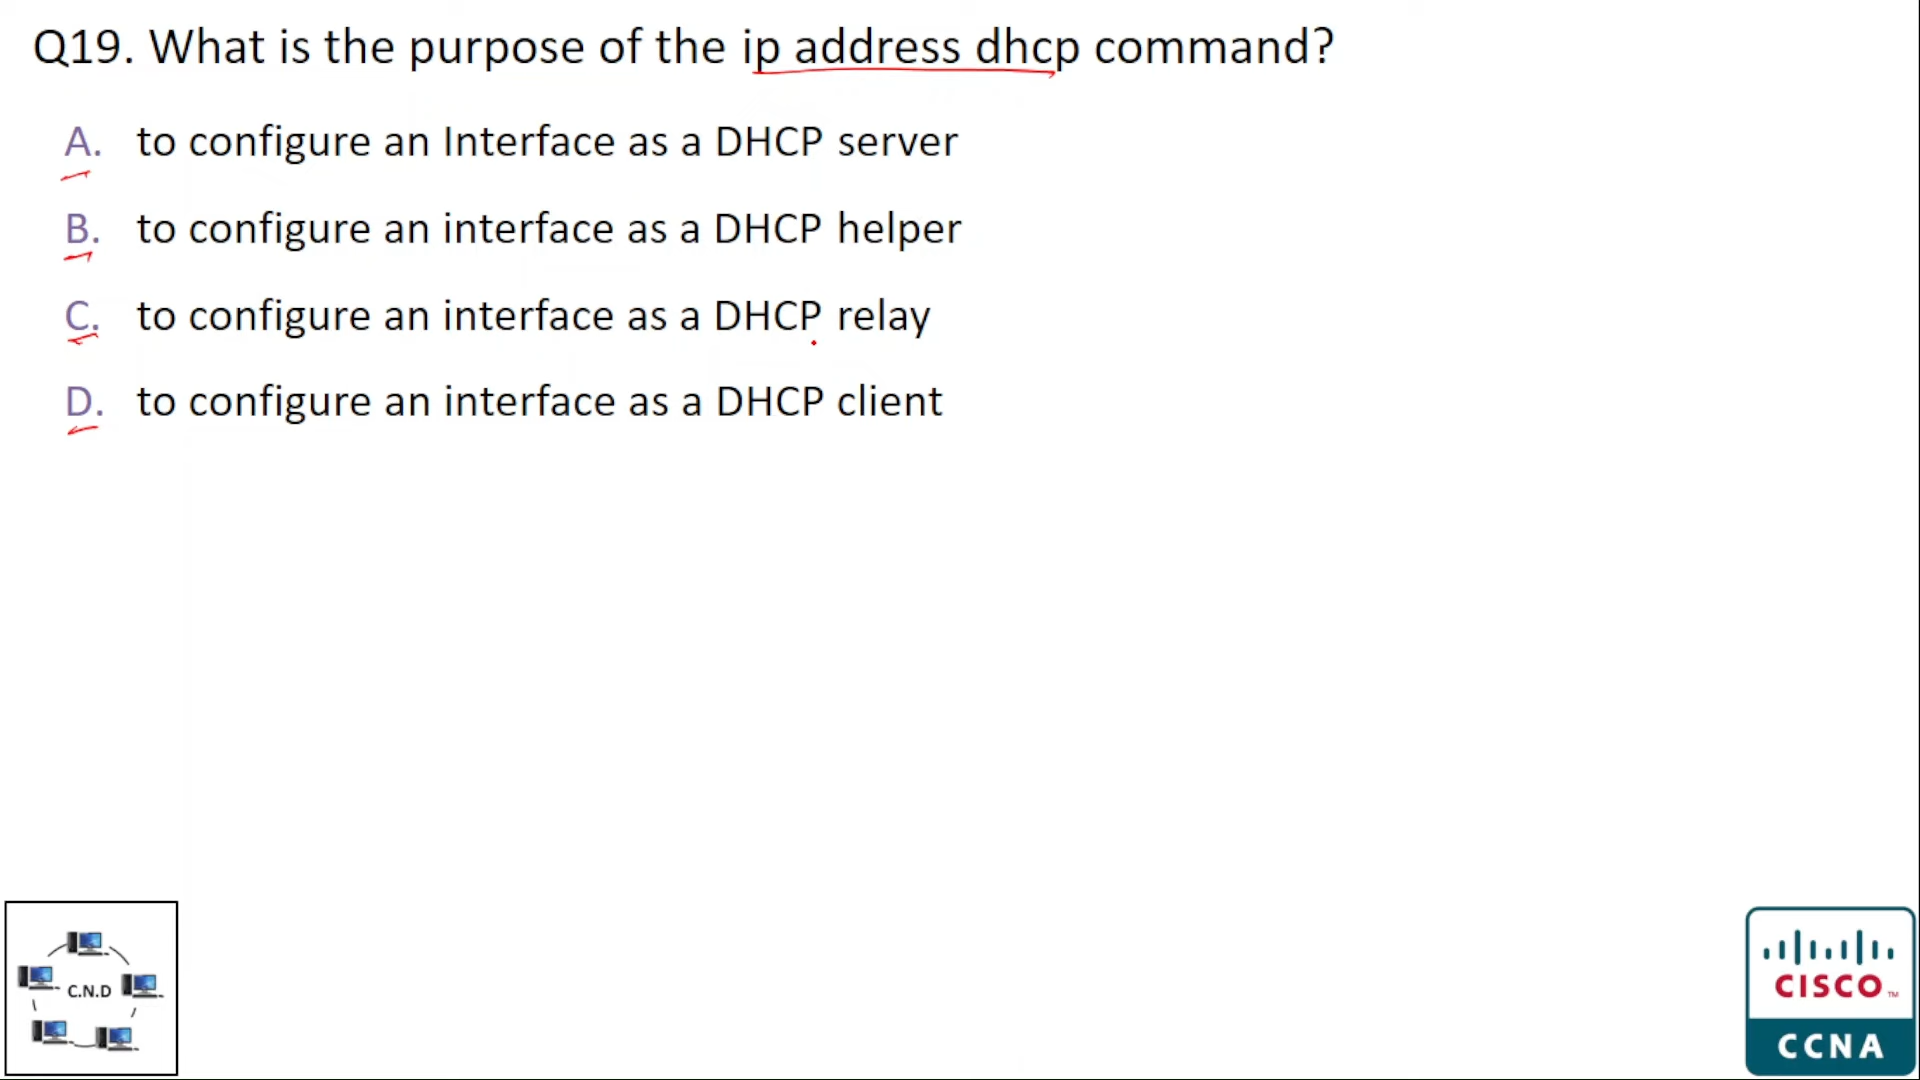 Q19. What is the purpose of the ip address dhcp command?
A. to configure an Interface as a DHCP server
B. to configure an interface as a DHCP helper
C. to configure an interface as a DHCP relay
D. to configure an interface as a DHCP client
C.N.D
CISCO™
CCNA